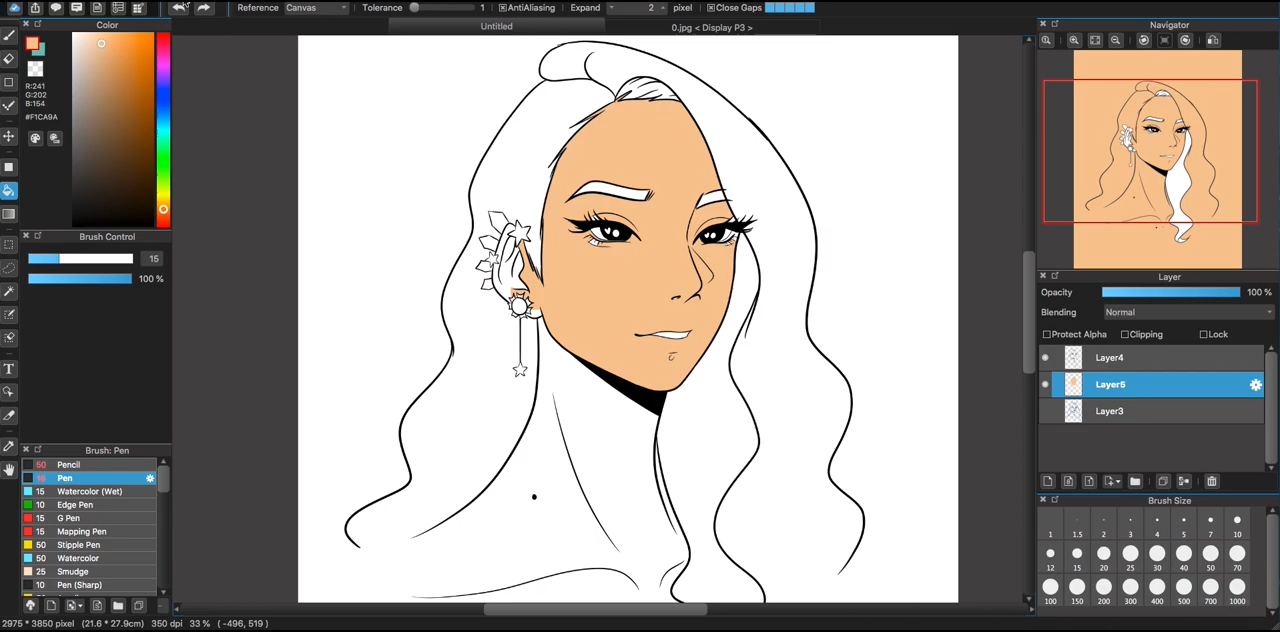 Reference Canvas Tolerance 1 AntiAliasing Expand 2 pixel Close Gaps
Untitled
0.jpg < Display P3 >
Color
R:241
G:202
B:154
#F1CA9A
Brush Control
15
100 %
Brush: Pen
50 Pencil
Pen
15 Watercolor (Wet)
10 Edge Pen
15 G Pen
15 Mapping Pen
50 Stipple Pen
50 Watercolor
25 Smudge
10 Pen (Sharp)
2975 * 3850 pixel (21.6 * 27.9cm) 350 dpi 33 % ( -496, 519 )
Navigator
Layer
Opacity 100 %
Blending Normal
Protect Alpha Clipping Lock
Layer4
Layer5
Layer3
Brush Size
1 1.5 2 3 4 5 7 10
12 15 20 25 30 40 50 70
100 150 200 300 400 500 700 1000